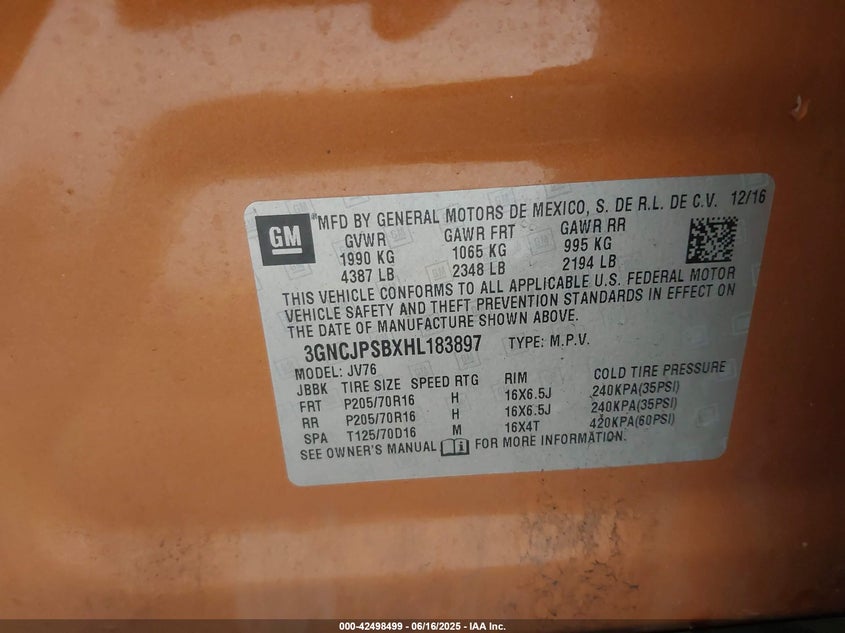 GM
*MFD BY GENERAL MOTORS DE MEXICO, S. DE R.L. DE C.V. 12/16
GVWR GAWR FRT GAWR RR
1990 KG 1065 KG 995 KG
4387 LB 2348 LB 2194 LB
THIS VEHICLE CONFORMS TO ALL APPLICABLE U.S. FEDERAL MOTOR
VEHICLE SAFETY AND THEFT PREVENTION STANDARDS IN EFFECT ON
THE DATE OF MANUFACTURE SHOWN ABOVE.
3GNCJPSBXHL183897 TYPE: M.P.V.
MODEL: JV76
JBBK TIRE SIZE SPEED RTG RIM COLD TIRE PRESSURE
FRT P205/70R16 H 16X6.5J 240KPA(35PSI)
RR P205/70R16 H 16X6.5J 240KPA(35PSI)
SPA T125/70D16 M 16X4T 420KPA(60PSI)
SEE OWNER'S MANUAL FOR MORE INFORMATION.
000-42498499 - 06/16/2025 - IAA Inc.